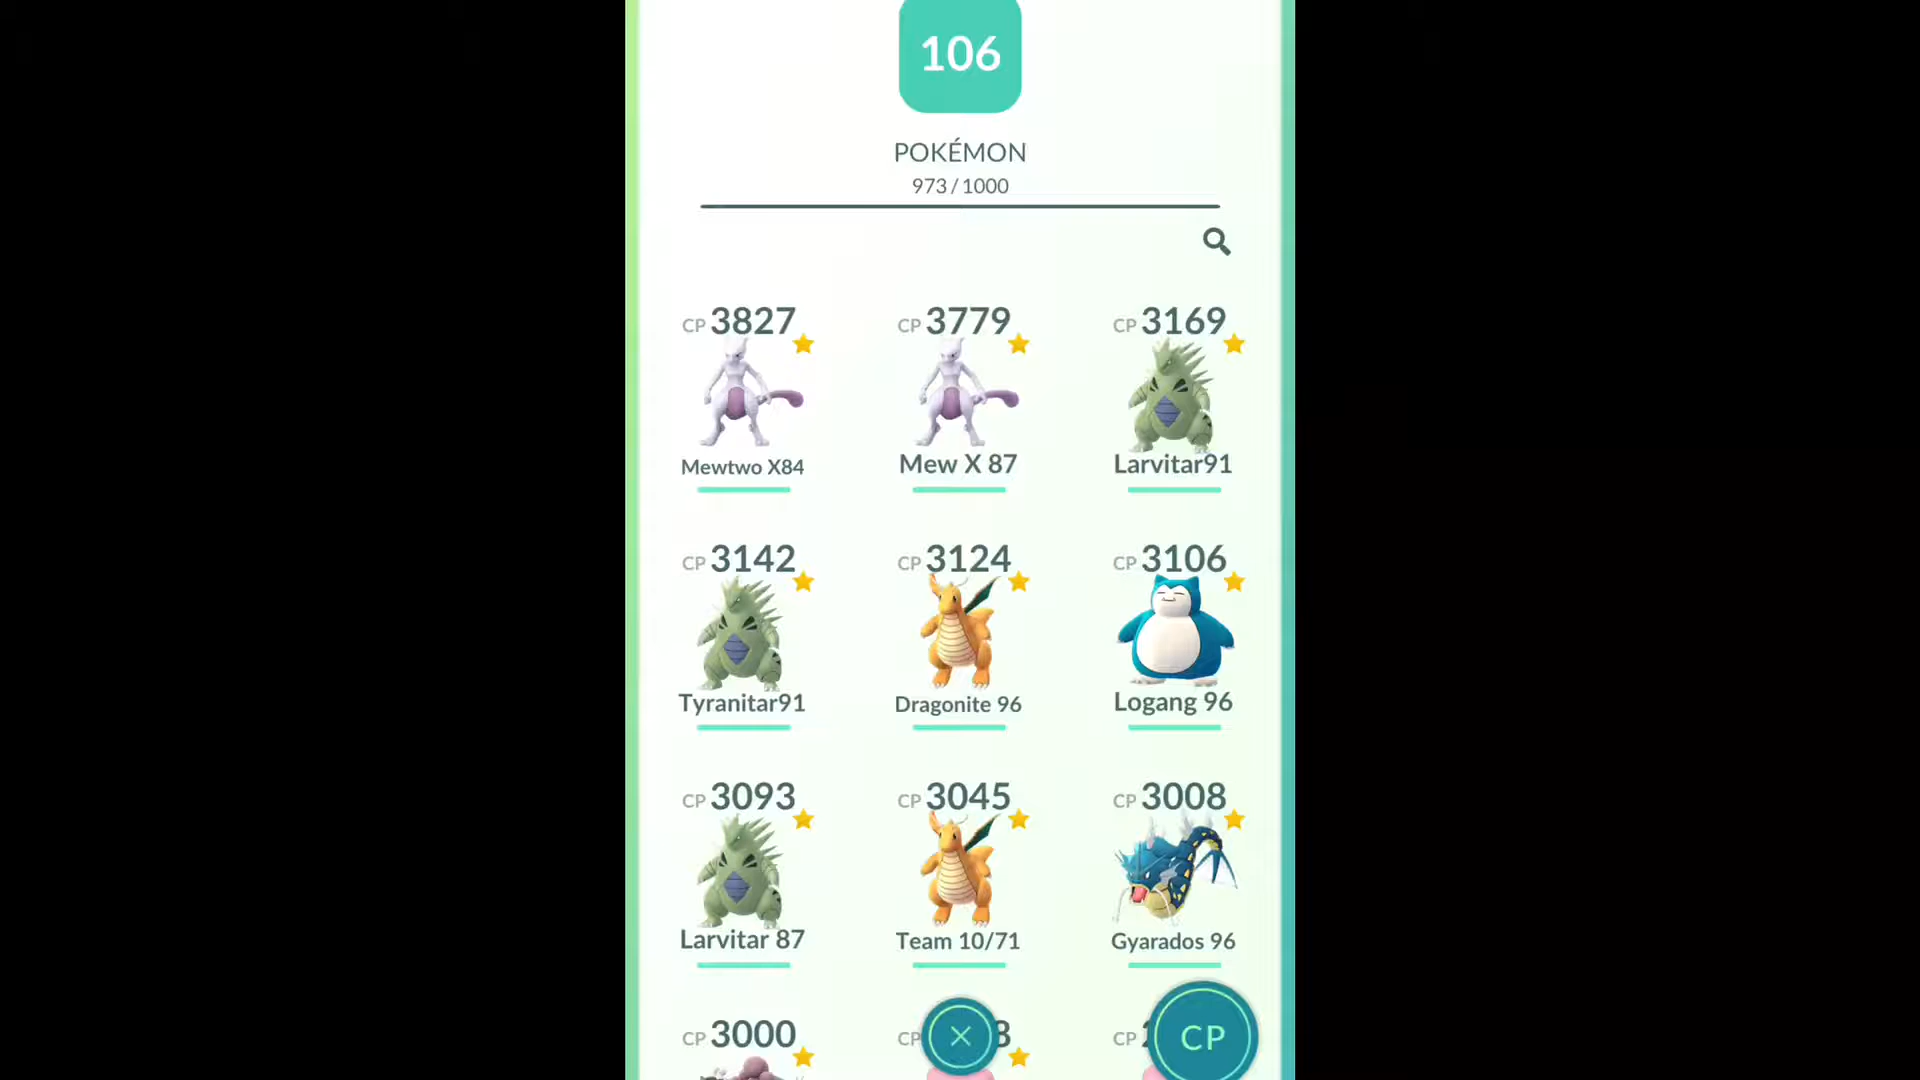 106
POKÉMON
973 / 1000
CP 3827
CP 3779
CP 3169
Mewtwo X84
Mew X 87
Larvitar91
CP 3142
CP 3124
CP 3106
Tyranitar91
Dragonite 96
Logang 96
CP 3093
CP 3045
CP 3008
Larvitar 87
Team 10/71
Gyarados 96
CP 3000
CP
CP
CP